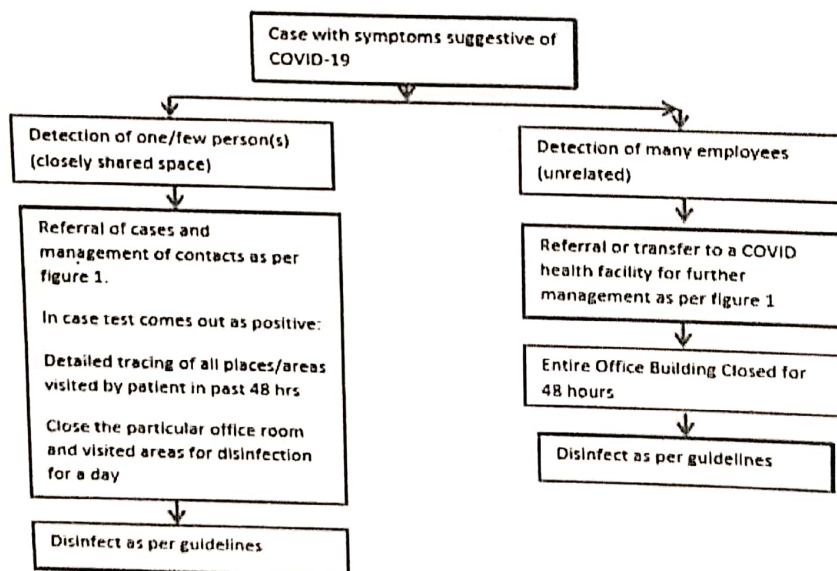 Case with symptoms suggestive of
COVID-19
Detection of one/few person(s)
(closely shared space)
Referral of cases and
management of contacts as per
figure 1.
In case test comes out as positive:
Detailed tracing of all places/areas
visited by patient in past 48 hrs
Close the particular office room
and visited areas for disinfection
for a day
Disinfect as per guidelines
Detection of many employees
(unrelated)
Referral or transfer to a COVID
health facility for further
management as per figure 1
Entire Office Building Closed for
48 hours
Disinfect as per guidelines